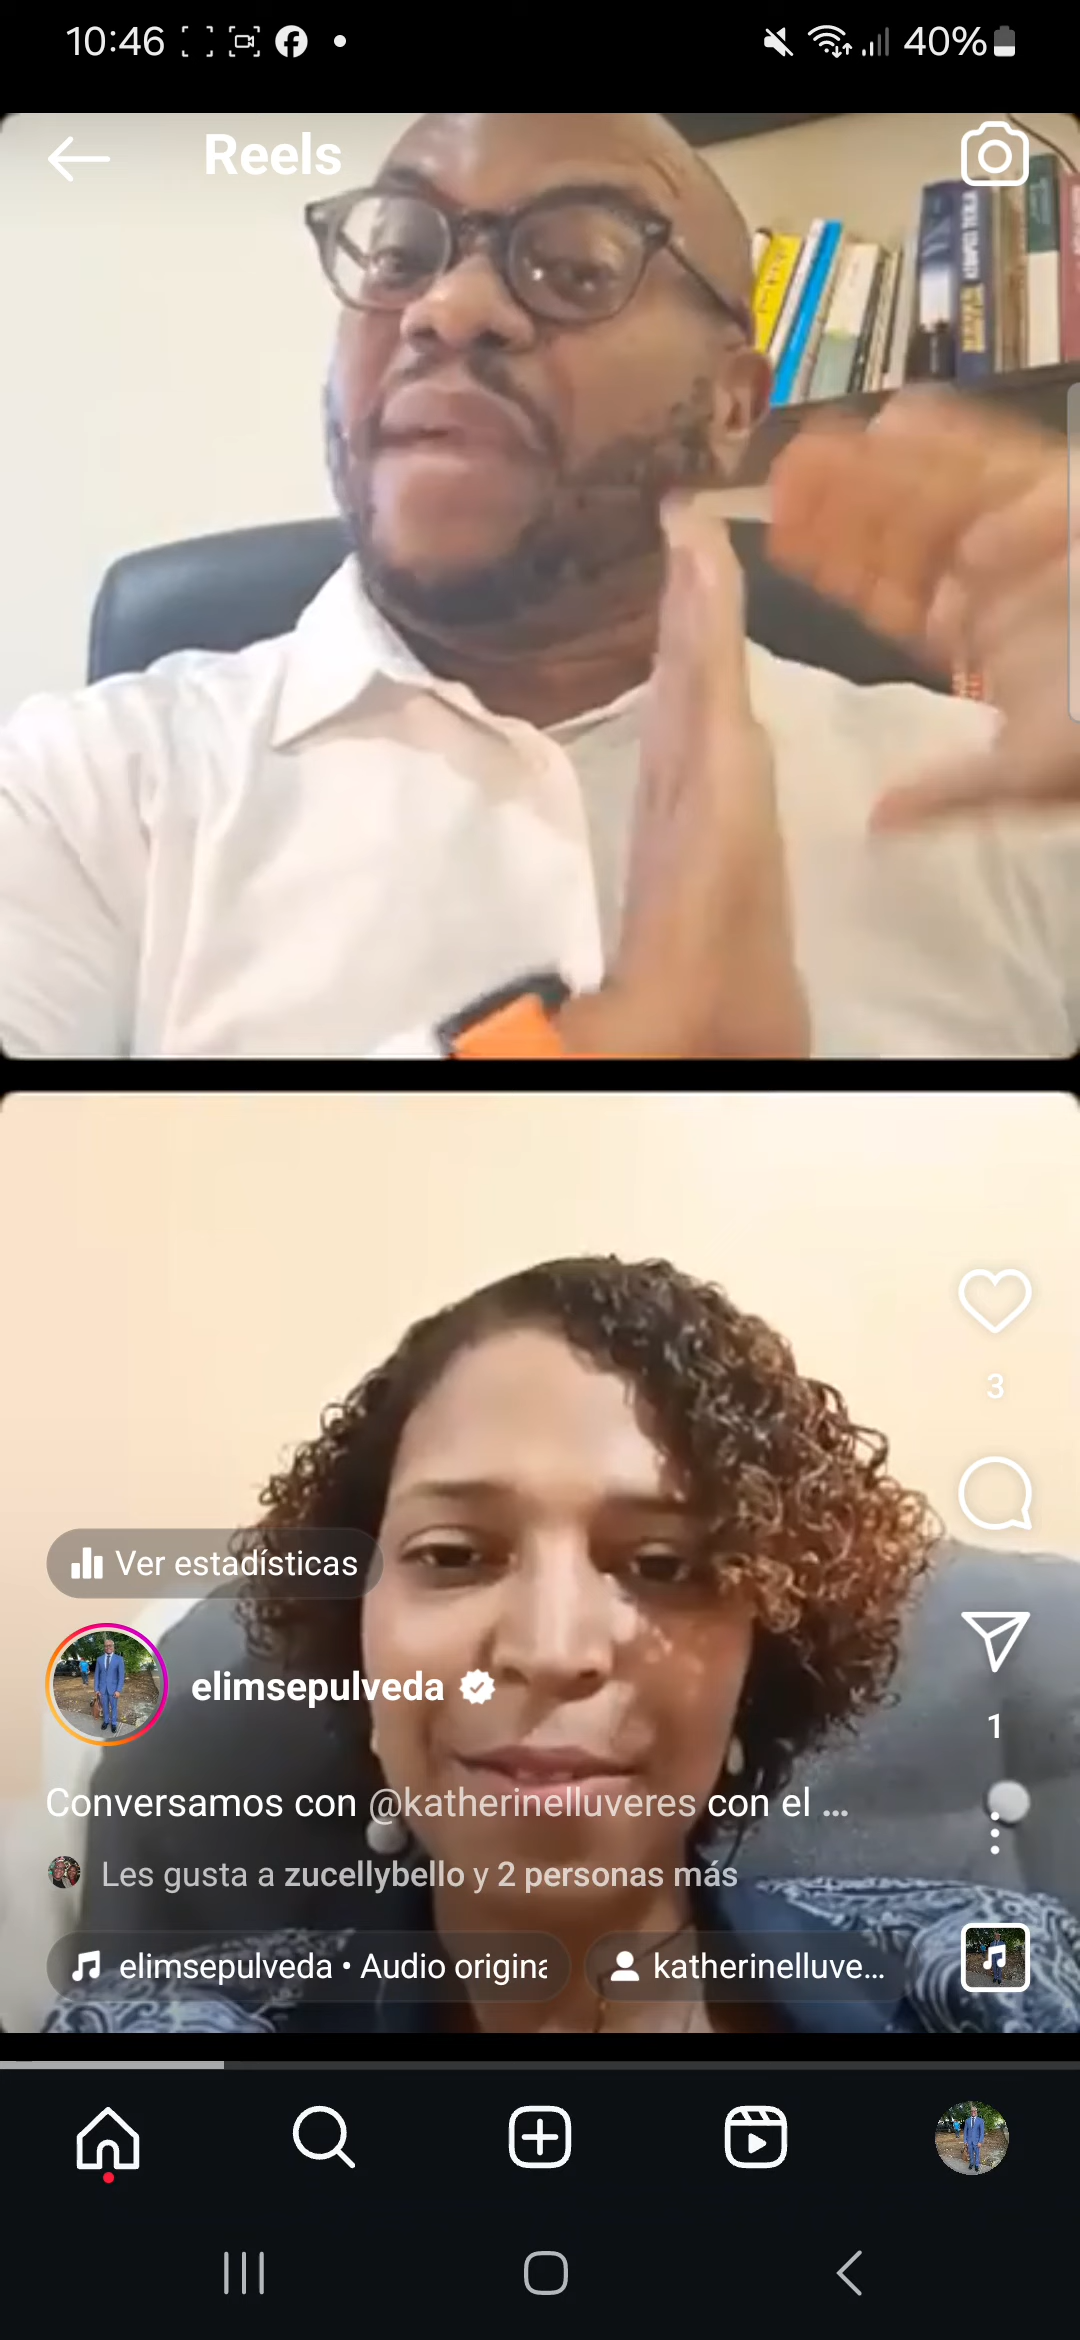 10:46
40%
Reels
3
Ver estadísticas
elimsepulveda
1
Conversamos con @katherinelluveres con el ...
Les gusta a zucellybello y 2 personas más
elimsepulveda • Audio origina
katherinelluve...